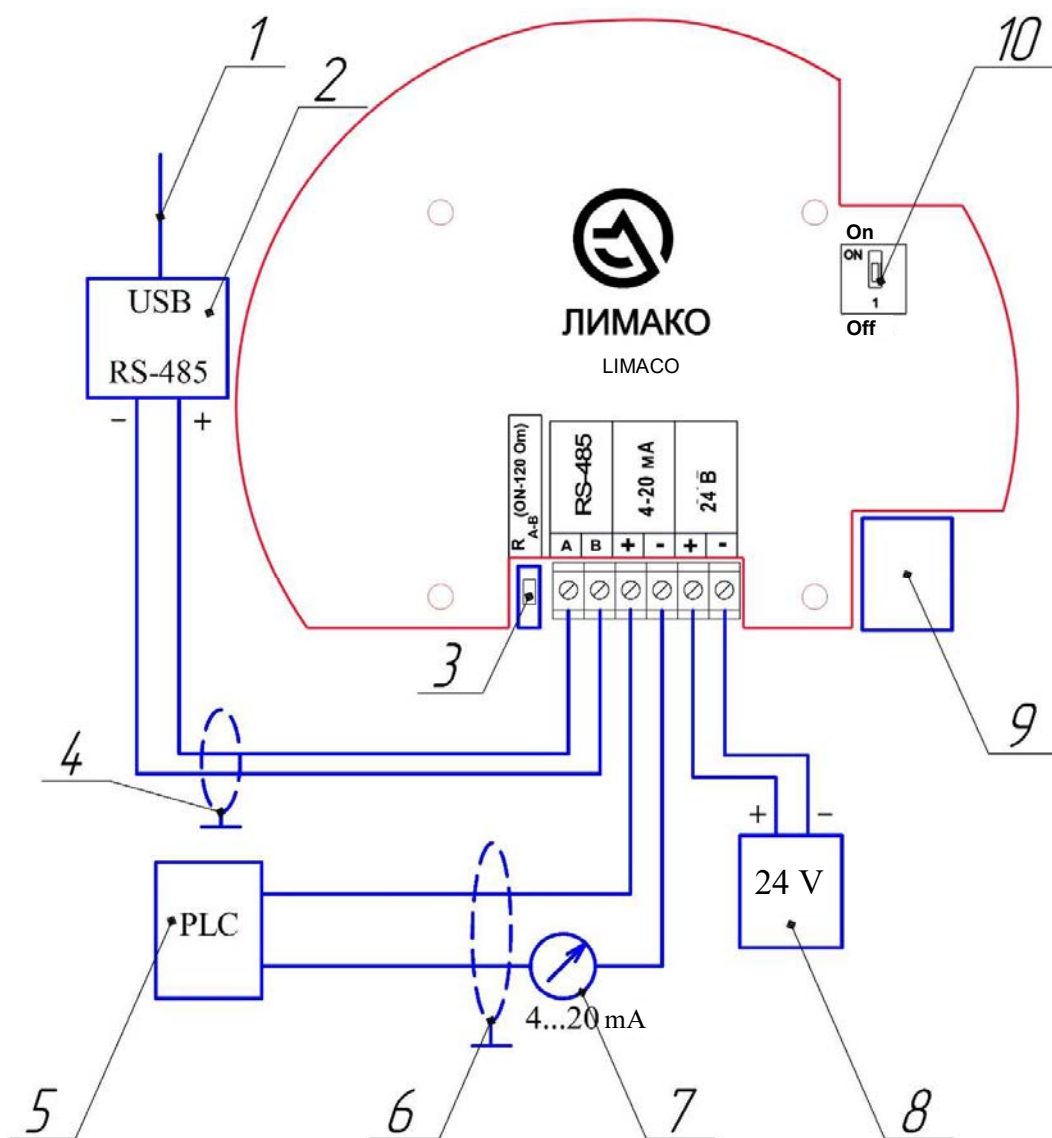 1
2
10
USB
RS-485
- +
On
ON
1
Off
ЛИМАКО
LIMACO
R A-B (ON-120 Om)
RS-485
4-20 мА
24 В
A B + - + -
3
4
9
+ -
24 V
PLC
4...20 mA
5
6
7
8